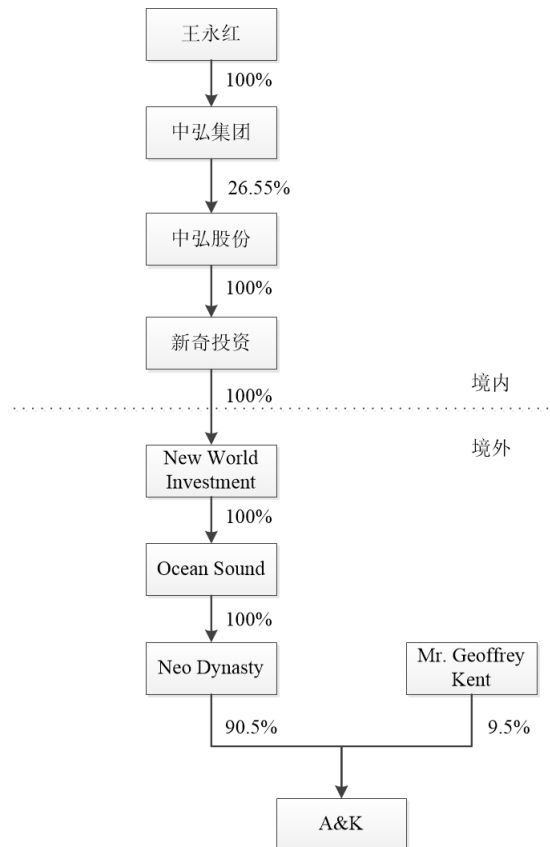 王永红
100%
中弘集团
26.55%
中弘股份
100%
新奇投资
100%
境内
境外
New World
Investment
100%
Ocean Sound
100%
Neo Dynasty
Mr. Geoffrey
Kent
90.5%
9.5%
A&K